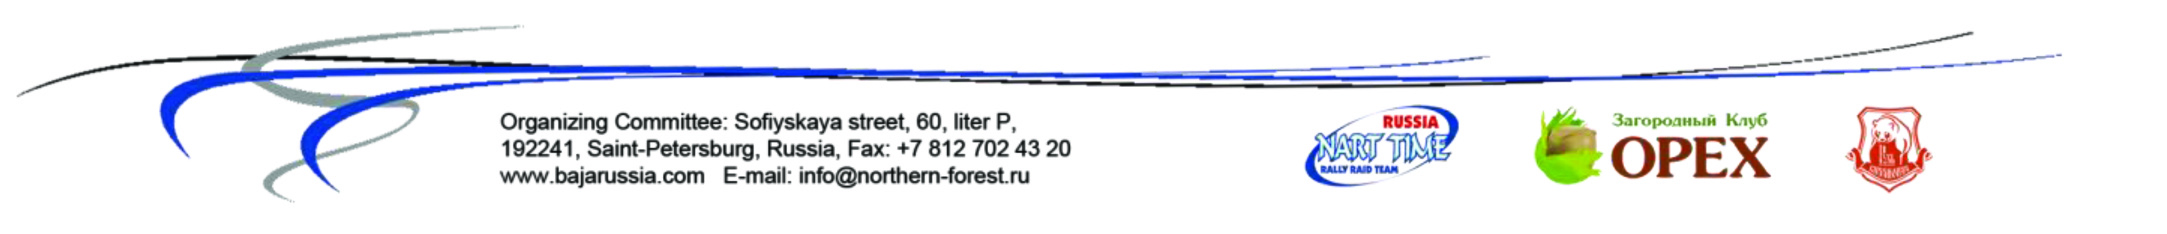 Organizing Committee: Sofiyskaya street, 60, liter P,
192241, Saint-Petersburg, Russia, Fax: +7 812 702 43 20
www.bajarussia.com E-mail: info@northern-forest.ru
RUSSIA
NART TIME
RALLY RAID TEAM
Загородный Клуб
ОРЕХ